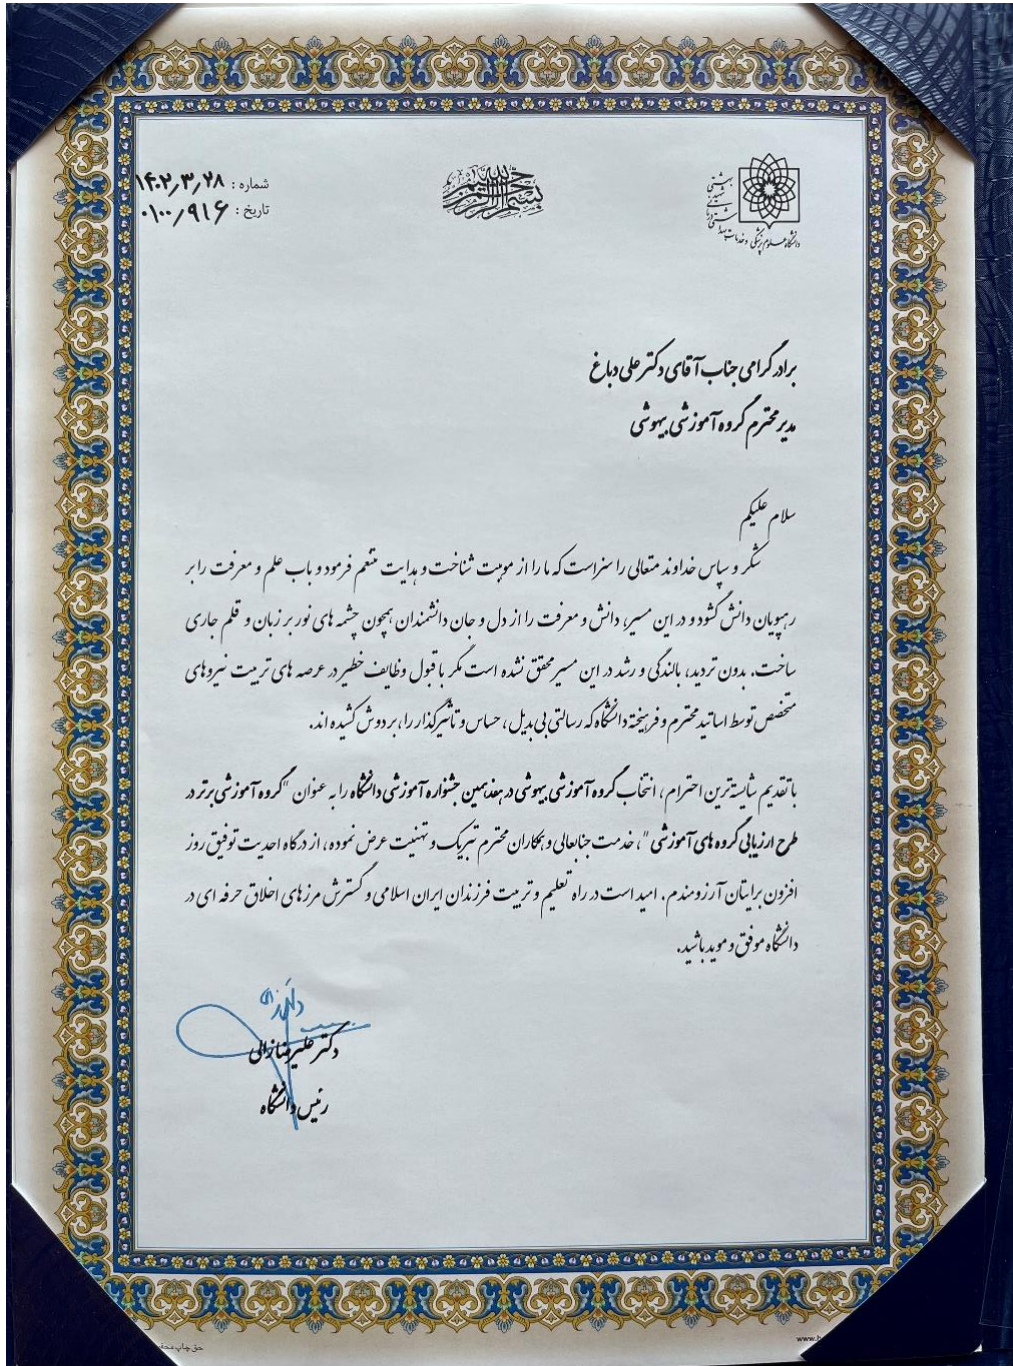 بسم الله الرحمن الرحیم
دانشگاه علوم پزشکی و خدمات بهداشتی درمانی شهید بهشتی
شماره : ۱۴۰۲٫۳٫۲۸
تاریخ : ۰۱۰۰٫۹۱۶
برادر گرامی جناب آقای دکتر علی دباغ
مدیر محترم گروه آموزشی بیهوشی
سلام علیکم
شکر و سپاس خداوند متعالی را سزاست که ما را از موهبت شناخت و هدایت متنعم فرمود و باب علم و معرفت را بر
رهپویان دانش گشود و در این مسیر، دانش و معرفت را از دل و جان دانشمندان همچون چشمه های نور بر زبان و قلم جاری
ساخت. بدون تردید، بالندگی و رشد در این مسیر محقق نشده است مگر با قبول وظایف خطیر در عرصه های تربیت نیروهای
متخصص توسط اساتید محترم و فرهیخته دانشگاه که رسالتی بی بدیل، حساس و تأثیرگذار را، بر دوش کشیده اند.
با تقدیم شایسته ترین احترام، انتخاب گروه آموزشی بیهوشی در هفدهمین جشنواره آموزشی دانشگاه را به عنوان "گروه آموزشی برتر در
طرح ارزیابی گروه های آموزشی"، خدمت جنابعالی و همکاران محترم تبریک و تهنیت عرض نموده، از درگاه احدیت توفیق روز
افزون برایتان آرزومندم. امید است در راه تعلیم و تربیت فرزندان ایران اسلامی و گسترش مرزهای اخلاق حرفه ای در
دانشگاه موفق و موید باشید.
دکتر علیرضا زالی
رئیس دانشگاه
حق چاپ
www.